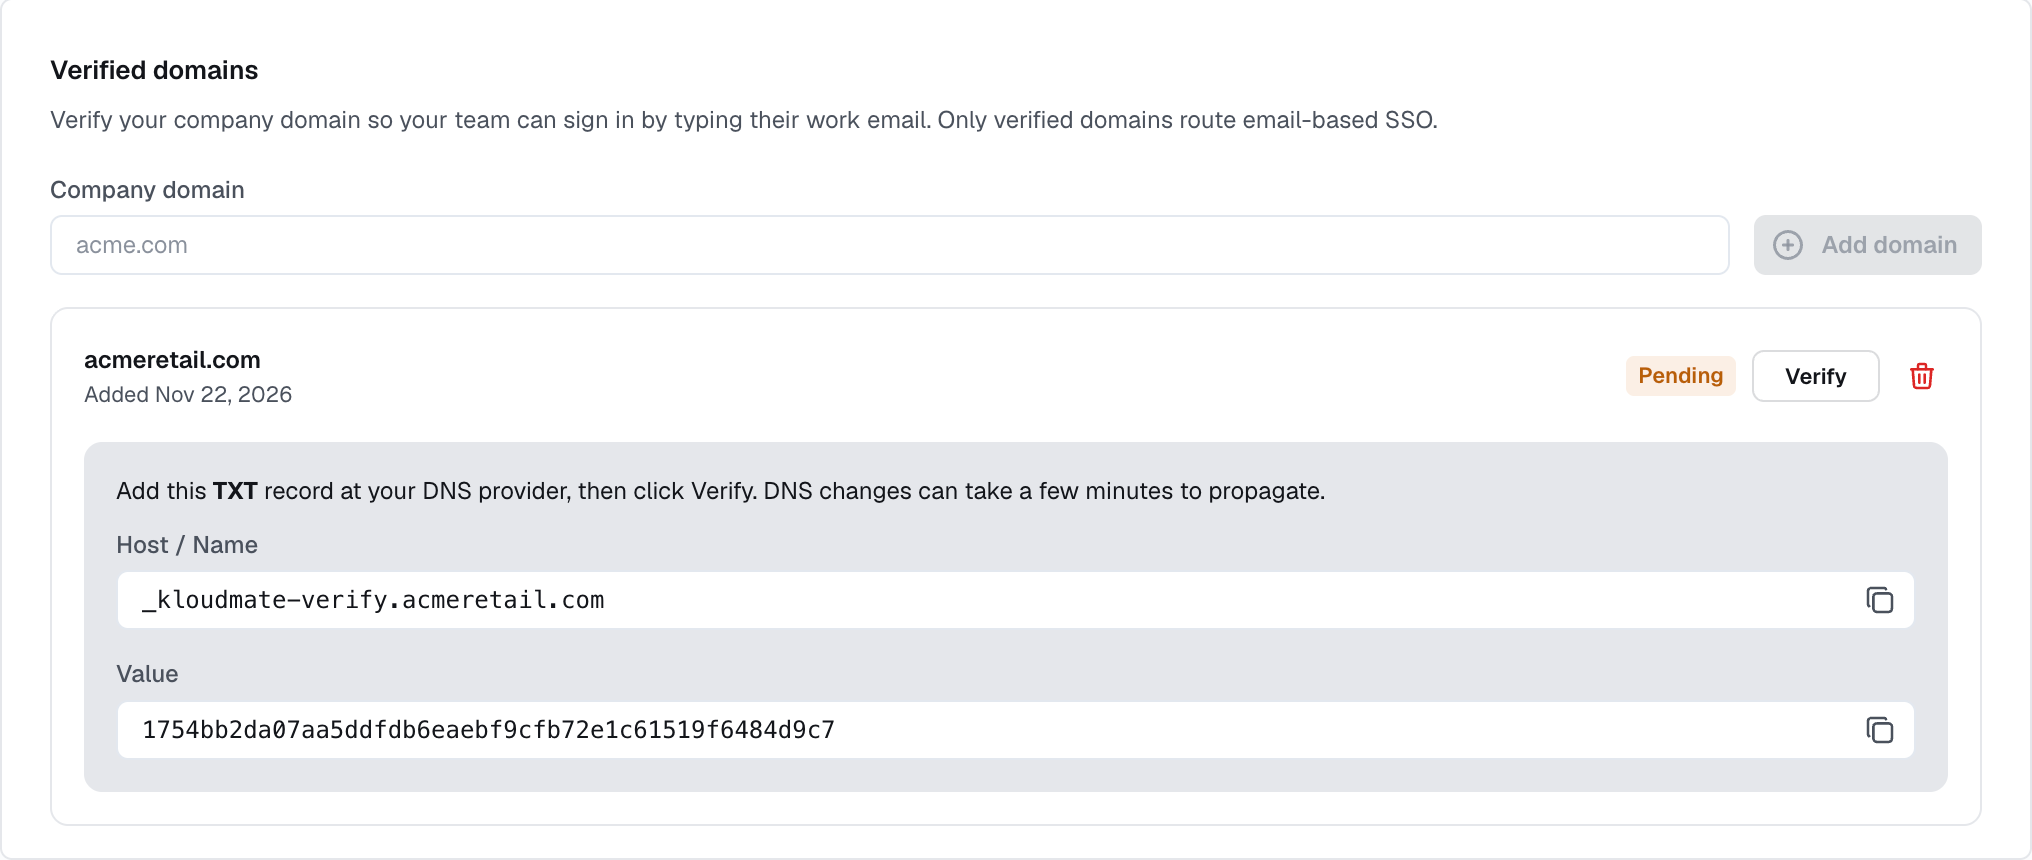 Verified domains
Verify your company domain so your team can sign in by typing their work email. Only verified domains route email-based SSO.
Company domain
acme.com
Add domain
acmeretail.com
Added Nov 22, 2026
Pending
Verify
Add this TXT record at your DNS provider, then click Verify. DNS changes can take a few minutes to propagate.
Host / Name
_kloudmate-verify.acmeretail.com
Value
1754bb2da07aa5ddfdb6eaebf9cfb72e1c61519f6484d9c7